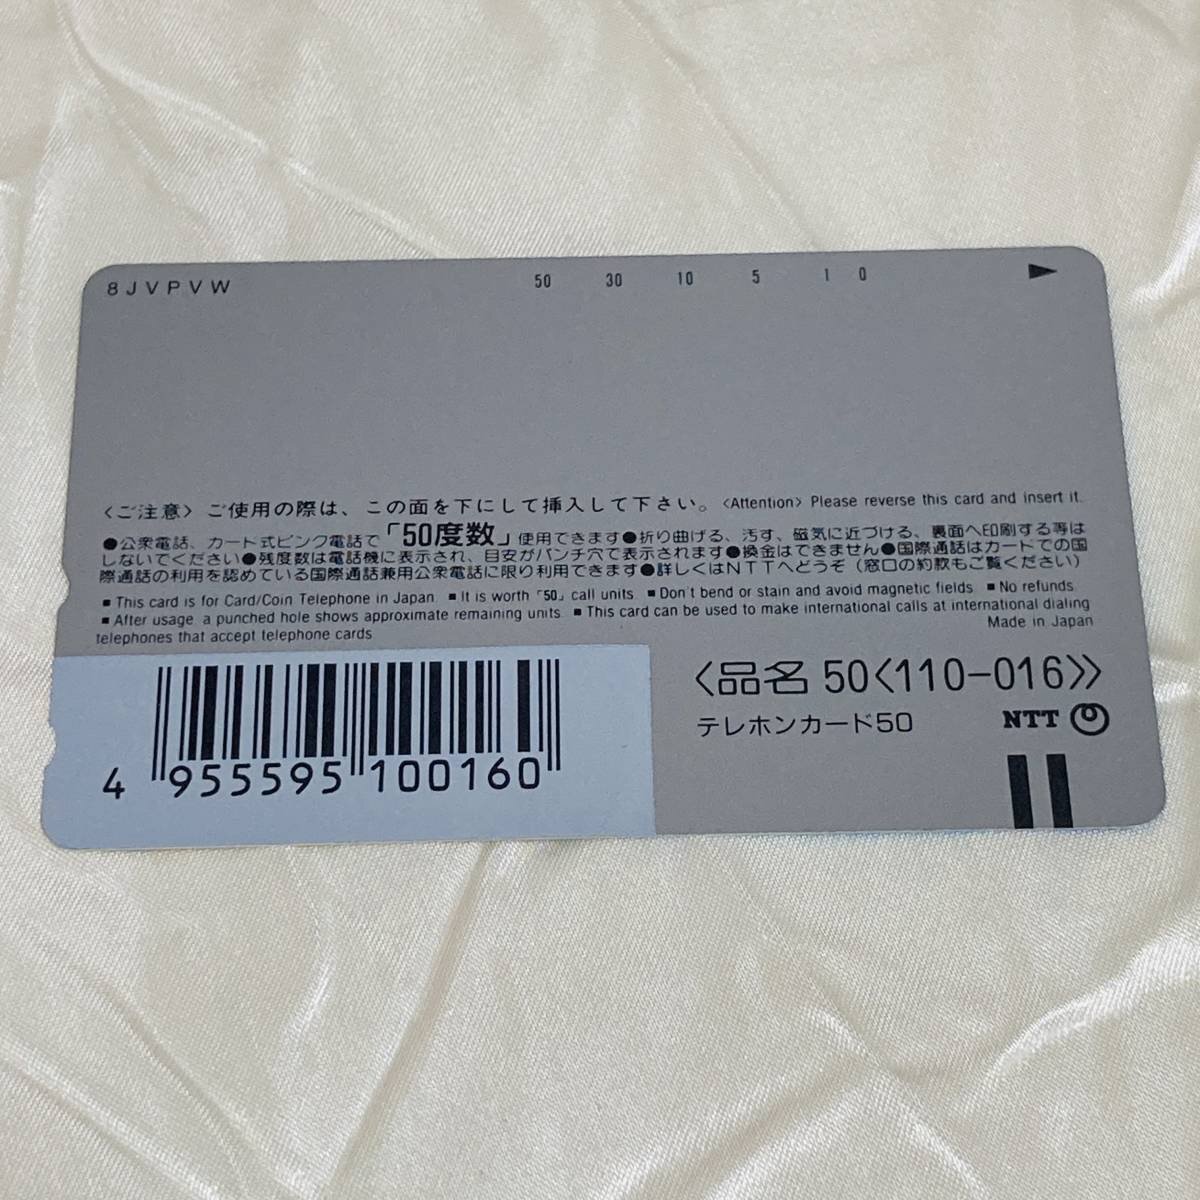 8JVPVW 50 30 10 5 1 0
〈ご注意〉ご使用の際は、この面を下にして挿入して下さい。〈Attention〉Please reverse this card and insert it.
●公衆電話、カード式ピンク電話で「50度数」使用できます●折り曲げる、汚す、磁気に近づける、裏面へ印刷する等は
しないでください●残度数は電話機に表示され、目安がパンチ穴で表示されます●換金はできません●国際通話はカードでの国
際通話の利用を認めている国際通話兼用公衆電話に限り利用できます●詳しくはNTTへどうぞ（窓口の約款もご覧ください）
■This card is for Card/Coin Telephone in Japan. ■It is worth「50」call units. ■Don't bend or stain and avoid magnetic fields. ■No refunds.
■After usage a punched hole shows approximate remaining units. ■This card can be used to make international calls at international dialing
telephones that accept telephone cards.
Made in Japan
〈品名 50〈110-016〉〉
テレホンカード50
NTT
4 955595 100160